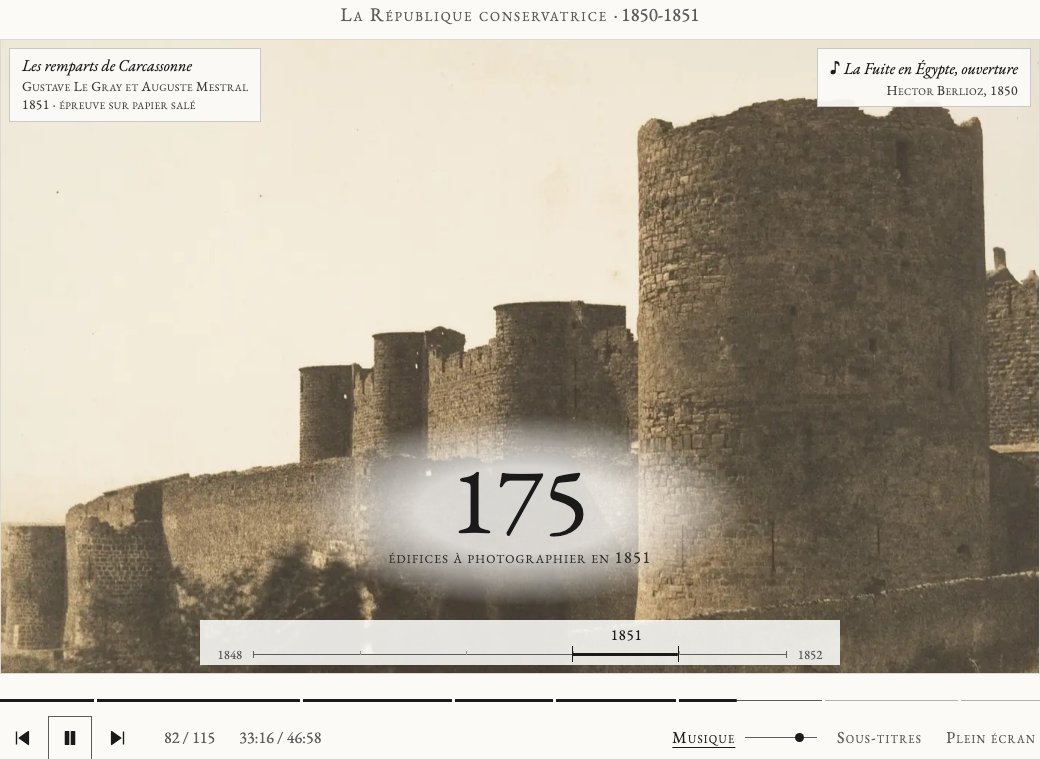 La République conservatrice · 1850-1851
Les remparts de Carcassonne
Gustave Le Gray et Auguste Mestral
1851 · épreuve sur papier salé
♪ La Fuite en Égypte, ouverture
Hector Berlioz, 1850
175
édifices à photographier en 1851
1851
1848
1852
82 / 115
33:16 / 46:58
Musique
Sous-titres
Plein écran